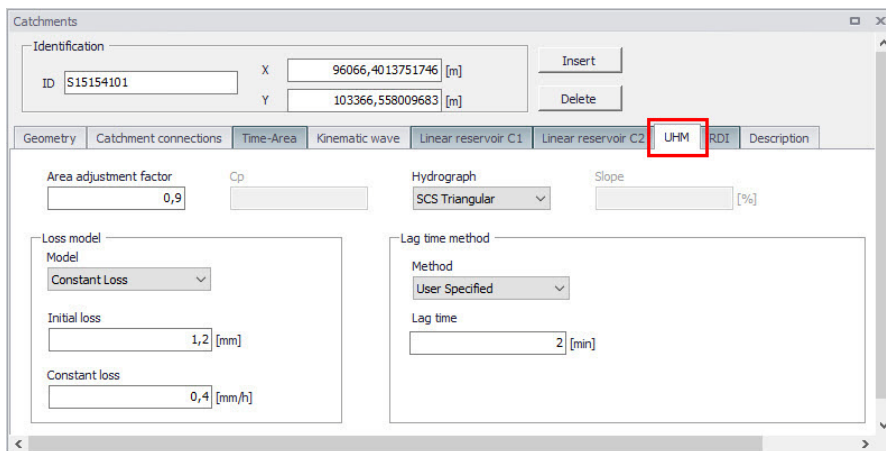 Catchments
Identification
ID S15154101
X 96066,4013751746 [m]
Y 103366,558009683 [m]
Insert
Delete
Geometry Catchment connections Time-Area Kinematic wave Linear reservoir C1 Linear reservoir C2 UHM RDI Description
Area adjustment factor Cp Hydrograph Slope
0,9 SCS Triangular [%]
Loss model
Model
Constant Loss
Initial loss
1,2 [mm]
Constant loss
0,4 [mm/h]
Lag time method
Method
User Specified
Lag time
2 [min]